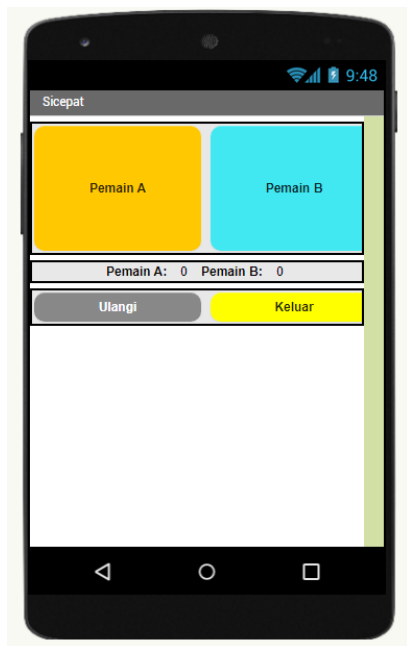 9:48
Sicepat
Pemain A Pemain B
Pemain A: 0 Pemain B: 0
Ulangi Keluar